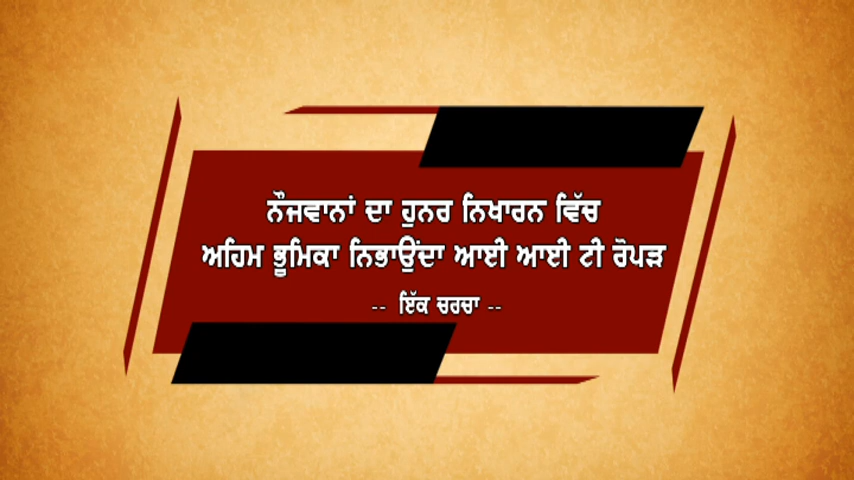 ਨੌਜਵਾਨਾਂ ਦਾ ਹੁਨਰ ਨਿਖਾਰਨ ਵਿੱਚ
ਅਹਿਮ ਭੂਮਿਕਾ ਨਿਭਾਉਂਦਾ ਆਈ ਆਈ ਟੀ ਰੋਪੜ
-- ਇੱਕ ਚਰਚਾ --